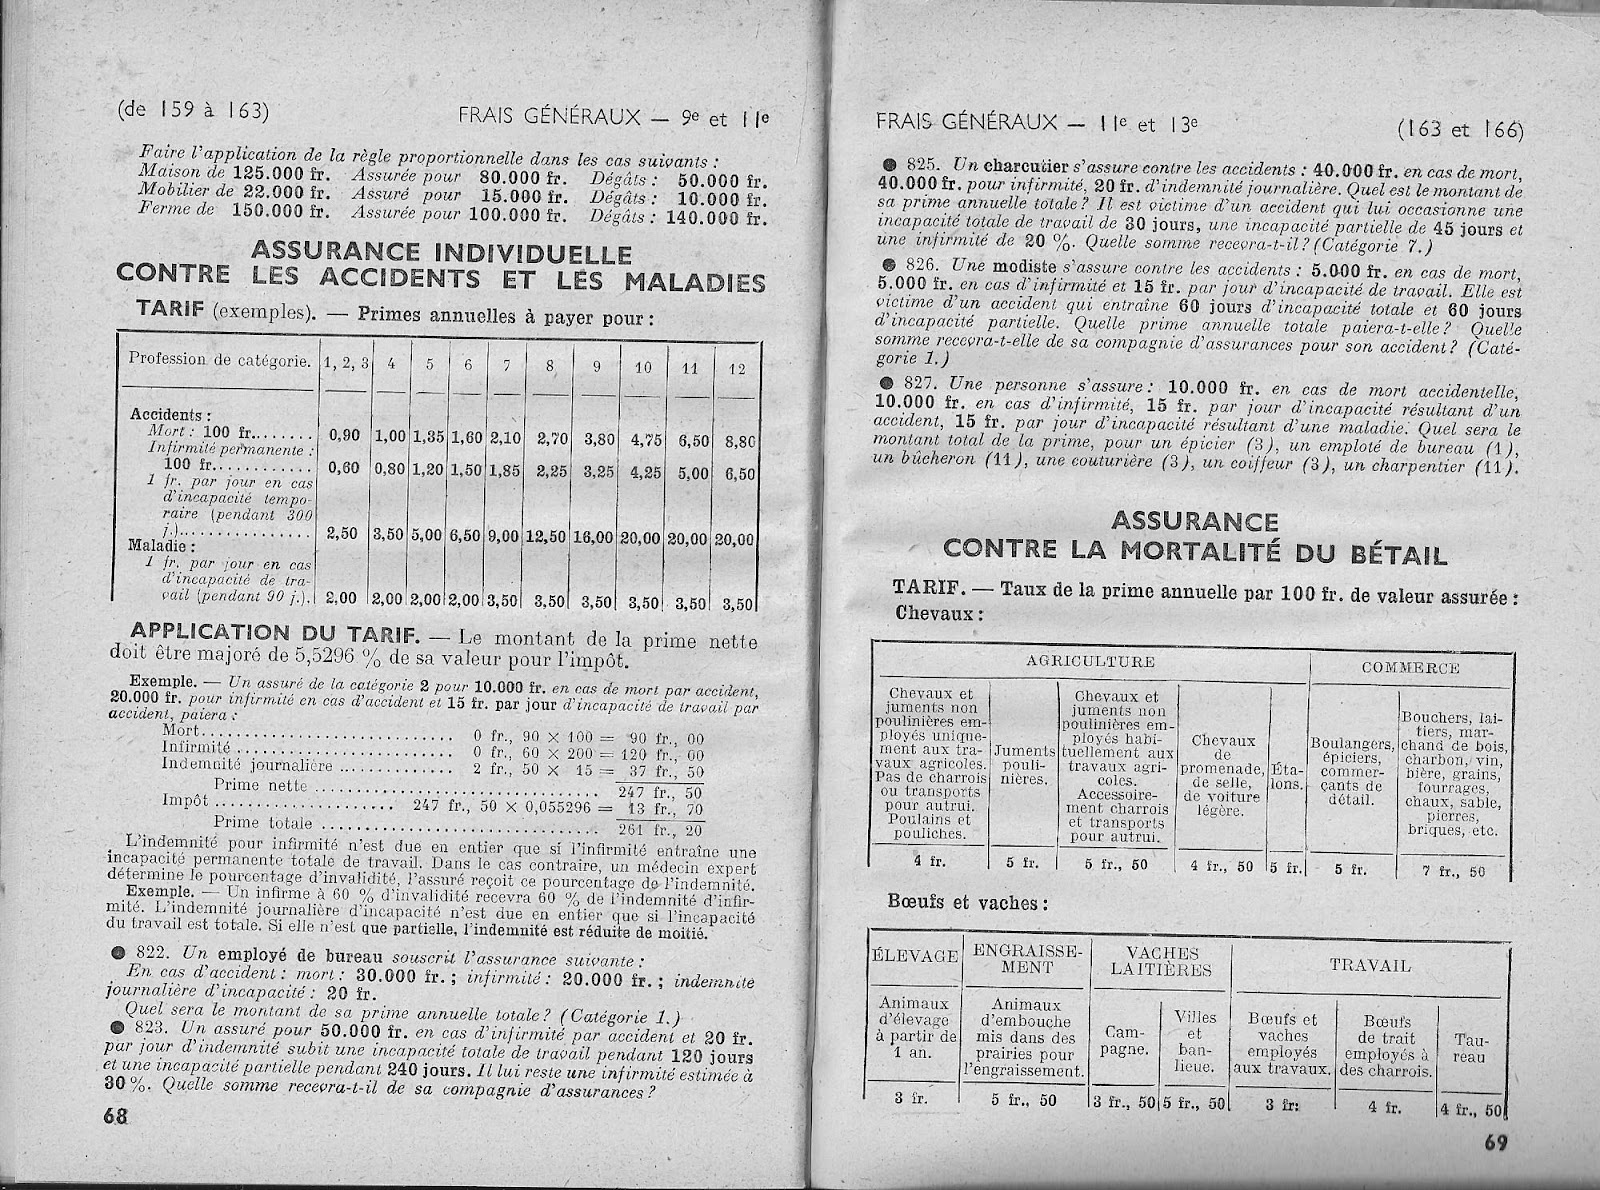 (de 159 à 163)
FRAIS GÉNÉRAUX — 9e et 11e
Faire l'application de la règle proportionnelle dans les cas suivants :
Maison de 125.000 fr. Assurée pour 80.000 fr. Dégâts : 50.000 fr.
Mobilier de 22.000 fr. Assuré pour 15.000 fr. Dégâts : 10.000 fr.
Ferme de 150.000 fr. Assurée pour 100.000 fr. Dégâts : 140.000 fr.
ASSURANCE INDIVIDUELLE
CONTRE LES ACCIDENTS ET LES MALADIES
TARIF (exemples). — Primes annuelles à payer pour :
Profession de catégorie. 1, 2, 3 4 5 6 7 8 9 10 11 12
Accidents :
Mort : 100 fr....... 0,90 1,00 1,35 1,60 2,10 2,70 3,80 4,75 6,50 8,80
Infirmité permanente :
100 fr............ 0,60 0,80 1,20 1,50 1,85 2,25 3,25 4,25 5,00 6,50
1 fr. par jour en cas
d'incapacité tempo-
raire (pendant 300
j.)................ 2,50 3,50 5,00 6,50 9,00 12,50 16,00 20,00 20,00 20,00
Maladie :
1 fr. par jour en cas
d'incapacité de tra-
vail (pendant 90 j.). 2,00 2,00 2,00 2,00 3,50 3,50 3,50 3,50 3,50 3,50
APPLICATION DU TARIF. — Le montant de la prime nette
doit être majoré de 5,5296 % de sa valeur pour l'impôt.
Exemple. — Un assuré de la catégorie 2 pour 10.000 fr. en cas de mort par accident,
20.000 fr. pour infirmité en cas d'accident et 15 fr. par jour d'incapacité de travail par
accident, paiera :
Mort.............................. 0 fr., 90 × 100 = 90 fr., 00
Infirmité.......................... 0 fr., 60 × 200 = 120 fr., 00
Indemnité journalière ............. 2 fr., 50 × 15 = 37 fr., 50
Prime nette .................................... 247 fr., 50
Impôt ..................... 247 fr., 50 × 0,055296 = 13 fr., 70
Prime totale ................................. 261 fr., 20
L'indemnité pour infirmité n'est due en entier que si l'infirmité entraîne une
incapacité permanente totale de travail. Dans le cas contraire, un médecin expert
détermine le pourcentage d'invalidité, l'assuré reçoit ce pourcentage de l'indemnité.
Exemple. — Un infirme à 60 % d'invalidité recevra 60 % de l'indemnité d'infir-
mité. L'indemnité journalière d'incapacité n'est due en entier que si l'incapacité
du travail est totale. Si elle n'est que partielle, l'indemnité est réduite de moitié.
● 822. Un employé de bureau souscrit l'assurance suivante :
En cas d'accident : mort : 30.000 fr. ; infirmité : 20.000 fr. ; indemnité
journalière d'incapacité : 20 fr.
Quel sera le montant de sa prime annuelle totale ? (Catégorie 1.)
● 823. Un assuré pour 50.000 fr. en cas d'infirmité par accident et 20 fr.
par jour d'indemnité subit une incapacité totale de travail pendant 120 jours
et une incapacité partielle pendant 240 jours. Il lui reste une infirmité estimée à
30 %. Quelle somme recevra-t-il de sa compagnie d'assurances ?
68
FRAIS GÉNÉRAUX — 11e et 13e
(163 et 166)
● 825. Un charcutier s'assure contre les accidents : 40.000 fr. en cas de mort,
40.000 fr. pour infirmité, 20 fr. d'indemnité journalière. Quel est le montant de
sa prime annuelle totale ? Il est victime d'un accident qui lui occasionne une
incapacité totale de travail de 30 jours, une incapacité partielle de 45 jours et
une infirmité de 20 %. Quelle somme recevra-t-il ? (Catégorie 7.)
● 826. Une modiste s'assure contre les accidents : 5.000 fr. en cas de mort,
5.000 fr. en cas d'infirmité et 15 fr. par jour d'incapacité de travail. Elle est
victime d'un accident qui entraîne 60 jours d'incapacité totale et 60 jours
d'incapacité partielle. Quelle prime annuelle totale paiera-t-elle ? Quelle
somme recevra-t-elle de sa compagnie d'assurances pour son accident ? (Caté-
gorie 1.)
● 827. Une personne s'assure : 10.000 fr. en cas de mort accidentelle,
10.000 fr. en cas d'infirmité, 15 fr. par jour d'incapacité résultant d'un
accident, 15 fr. par jour d'incapacité résultant d'une maladie. Quel sera le
montant total de la prime, pour un épicier (3), un emploté de bureau (1),
un bûcheron (11), une couturière (3), un coiffeur (3), un charpentier (11).
ASSURANCE
CONTRE LA MORTALITÉ DU BÉTAIL
TARIF. — Taux de la prime annuelle par 100 fr. de valeur assurée :
Chevaux :
AGRICULTURE
COMMERCE
Chevaux et
juments non
poulinières em-
ployés unique-
ment aux tra-
vaux agricoles.
Pas de charrois
ou transports
pour autrui.
Poulains et
pouliches.
Juments
pouli-
nières.
Chevaux et
juments non
poulinières em-
ployés habi-
tuellement aux
travaux agri-
coles.
Accessoire-
ment charrois
et transports
pour autrui.
Chevaux
de
promenade,
de selle,
de voiture
légère.
Éta-
lons.
Boulangers,
épiciers,
commer-
çants de
détail.
Bouchers, lai-
tiers, mar-
chand de bois,
charbon, vin,
bière, grains,
fourrages,
chaux, sable,
pierres,
briques, etc.
4 fr. 5 fr. 5 fr., 50 4 fr., 50 5 fr. 5 fr. 7 fr., 50
Bœufs et vaches :
ÉLEVAGE
ENGRAISSE-
MENT
VACHES
LAITIÈRES
TRAVAIL
Animaux
d'élevage
à partir de
1 an.
Animaux
d'embouche
mis dans des
prairies pour
l'engraissement.
Cam-
pagne.
Villes
et
ban-
lieue.
Bœufs et
vaches
employés
aux travaux.
Bœufs
de trait
employés à
des charrois.
Tau-
reau
3 fr. 5 fr., 50 3 fr., 50 5 fr., 50 3 fr: 4 fr. 4 fr., 50
69